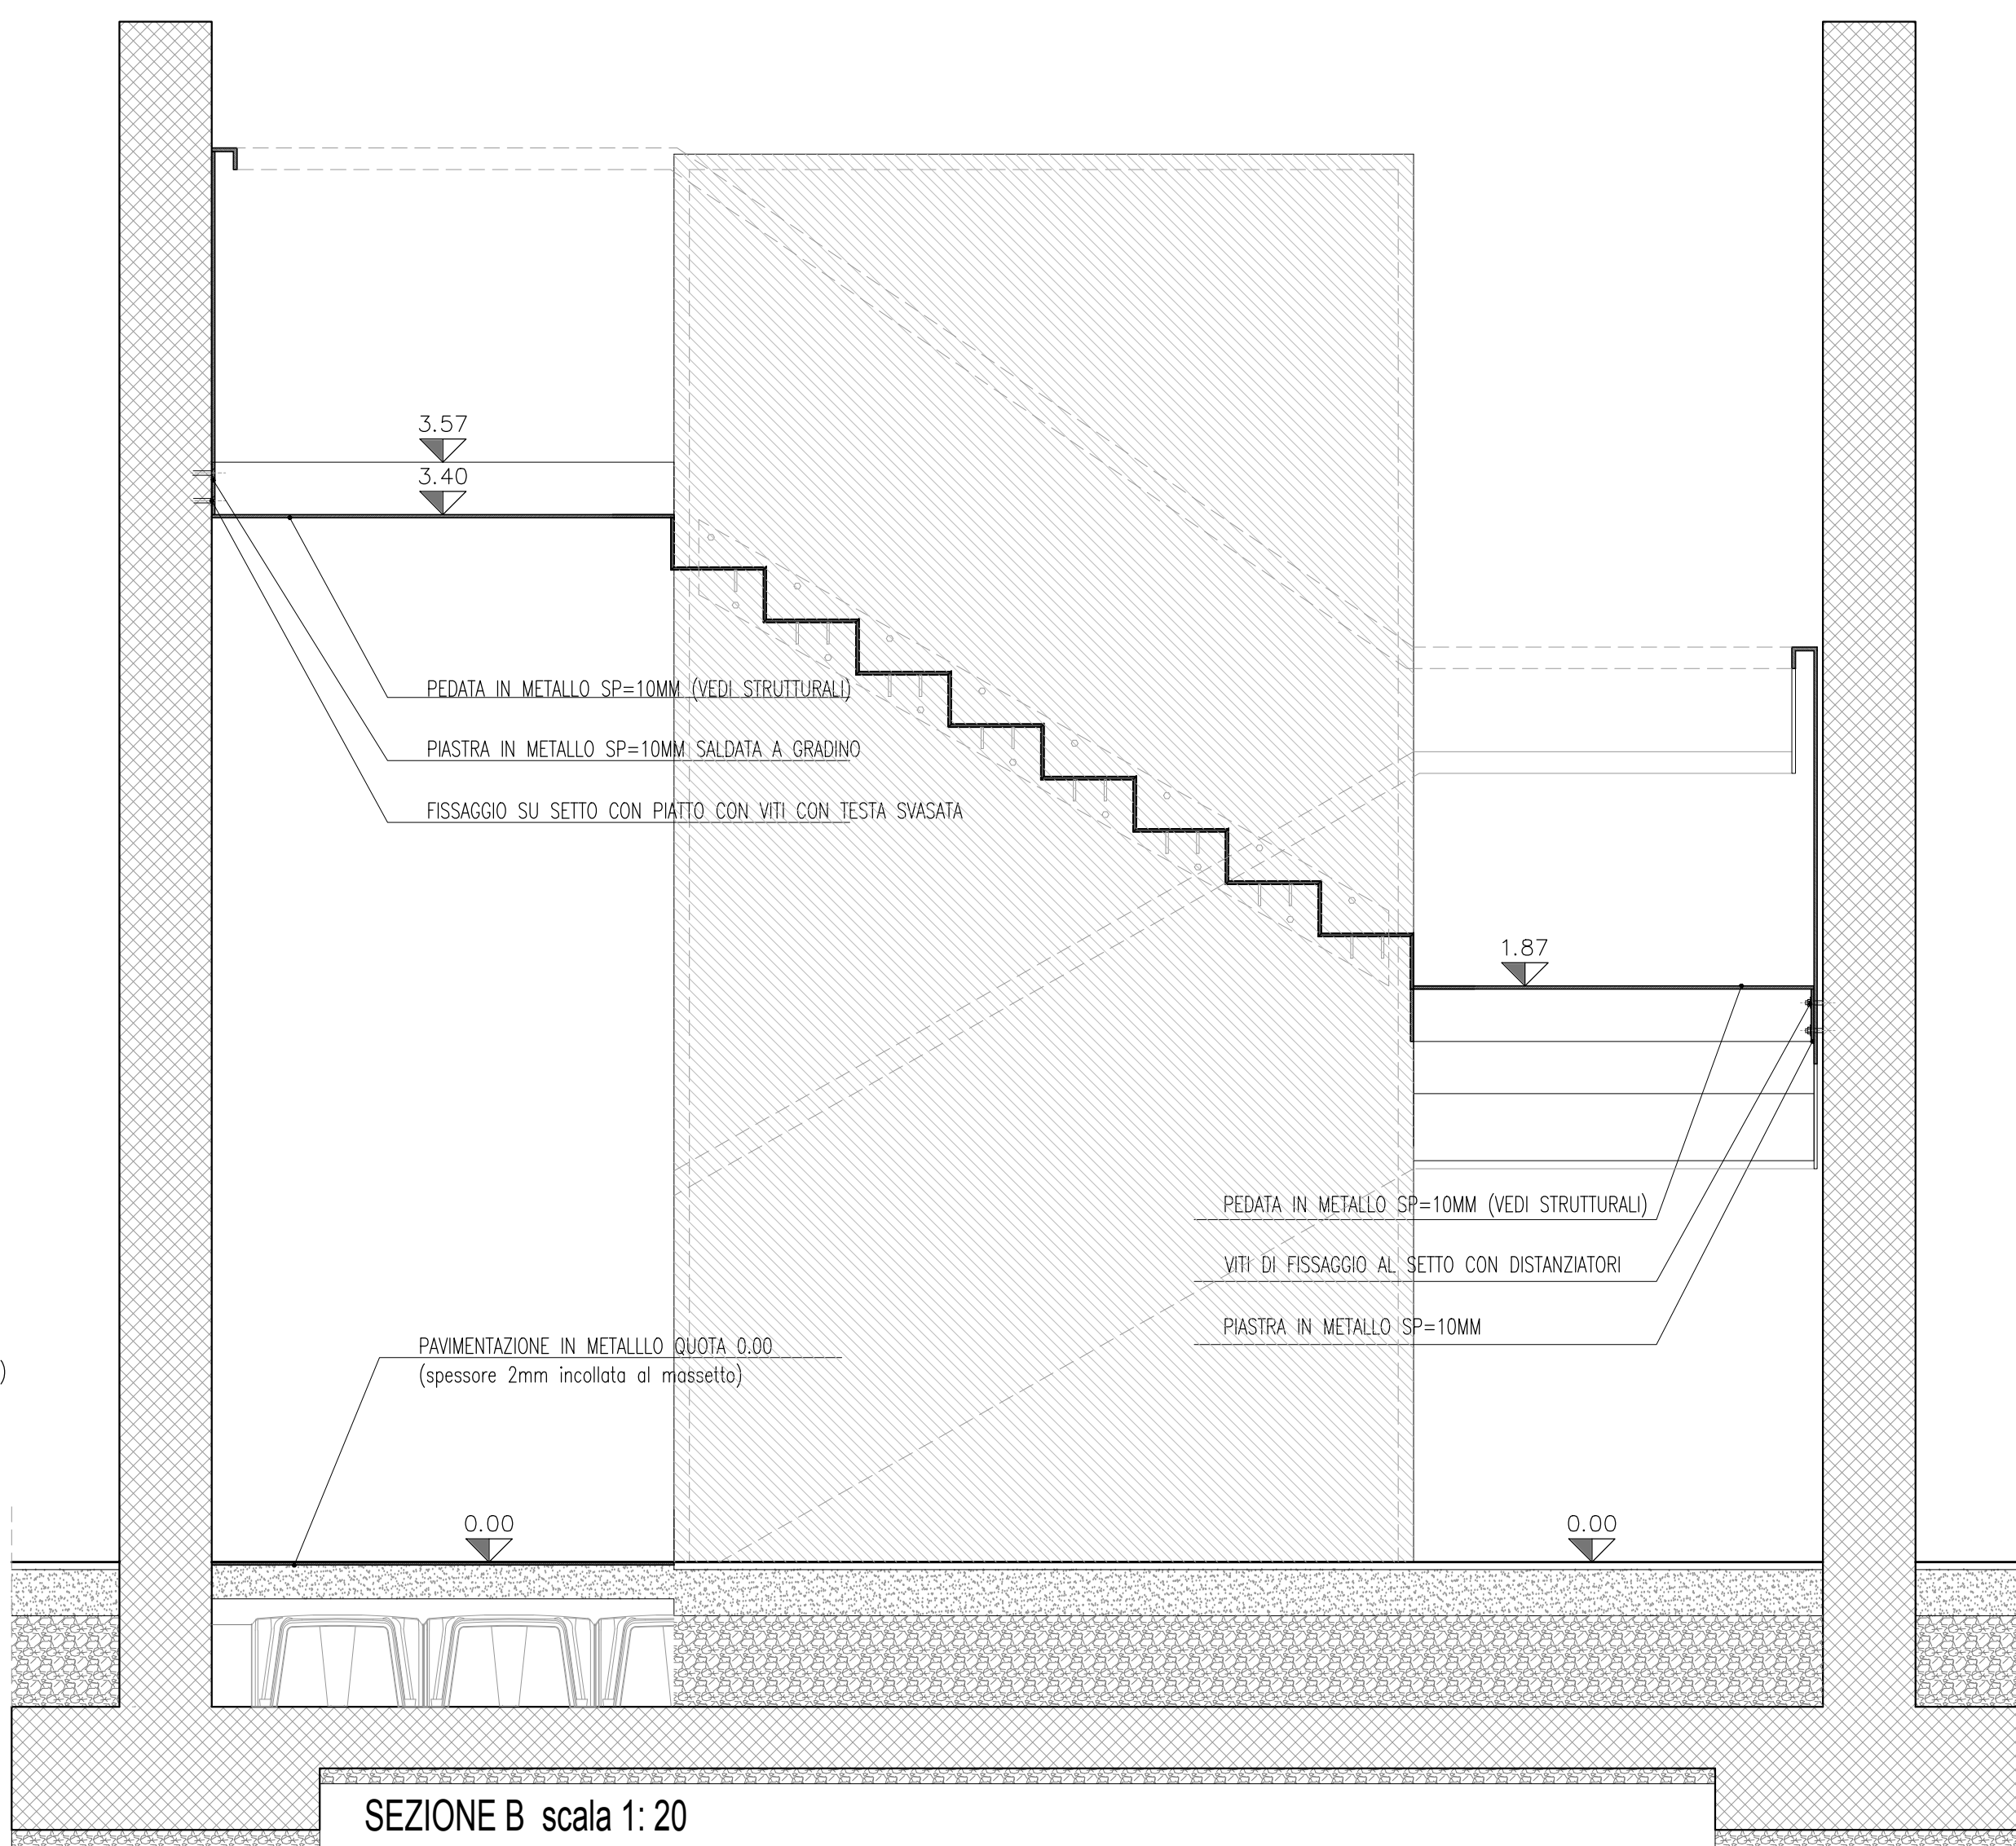 3.57
3.40
PEDATA IN METALLO SP=10MM (VEDI STRUTTURALI)
PIASTRA IN METALLO SP=10MM SALDATA A GRADINO
FISSAGGIO SU SETTO CON PIATTO CON VITI CON TESTA SVASATA
1.87
PEDATA IN METALLO SP=10MM (VEDI STRUTTURALI)
VITI DI FISSAGGIO AL SETTO CON DISTANZIATORI
PIASTRA IN METALLO SP=10MM
PAVIMENTAZIONE IN METALLLO QUOTA 0.00
(spessore 2mm incollata al massetto)
)
0.00
0.00
SEZIONE B scala 1: 20